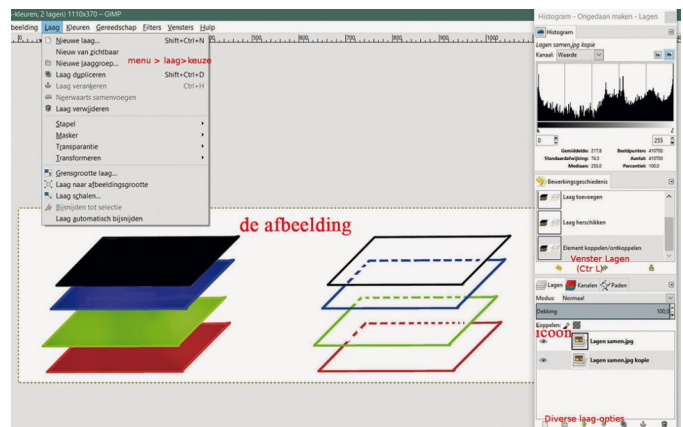 -kleuren, 2 lagen) 1110x370 – GIMP
beelding Laag Kleuren Gereedschap Filters Vensters Hulp
Nieuwe laag... Shift+Ctrl+N
Nieuw van zichtbaar
Nieuwe laaggroep...
menu > laag>keuze
Laag dupliceren Shift+Ctrl+D
Laag verankeren Ctrl+H
Neerwaarts samenvoegen
Laag verwijderen
Stapel
Masker
Transparantie
Transformeren
Grensgrootte laag...
Laag naar afbeeldingsgrootte
Laag schalen...
Bijsnijden tot selectie
Laag automatisch bijsnijden
de afbeelding
Histogram - Ongedaan maken - Lagen
Histogram
Lagen samen.jpg kopie
Kanaal: Waarde
0 255
Gemiddelde: 217,8 Beeldpunten: 410700
Standaardafwijking: 74,3 Aantal: 410700
Mediaan: 255,0 Percentiel: 100,0
Bewerkingsgeschiedenis
Laag toevoegen
Laag herschikken
Element koppelen/ontkoppelen
Venster Lagen
(Ctr L)
Lagen Kanalen Paden
Modus: Normaal
Dekking 100,0
Koppelen:
icoon
Lagen samen.jpg
Lagen samen.jpg kopie
Diverse laag-opties